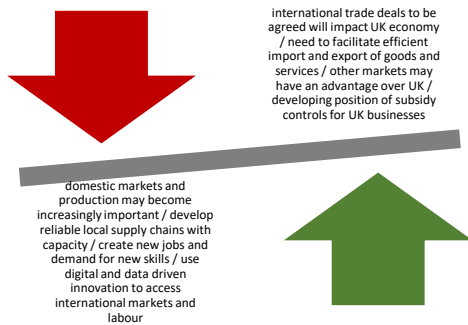 international trade deals to be
agreed will impact UK economy
/ need to facilitate efficient
import and export of goods and
services / other markets may
have an advantage over UK /
developing position of subsidy
controls for UK businesses
domestic markets and
production may become
increasingly important / develop
reliable local supply chains with
capacity / create new jobs and
demand for new skills / use
digital and data driven
innovation to access
international markets and
labour